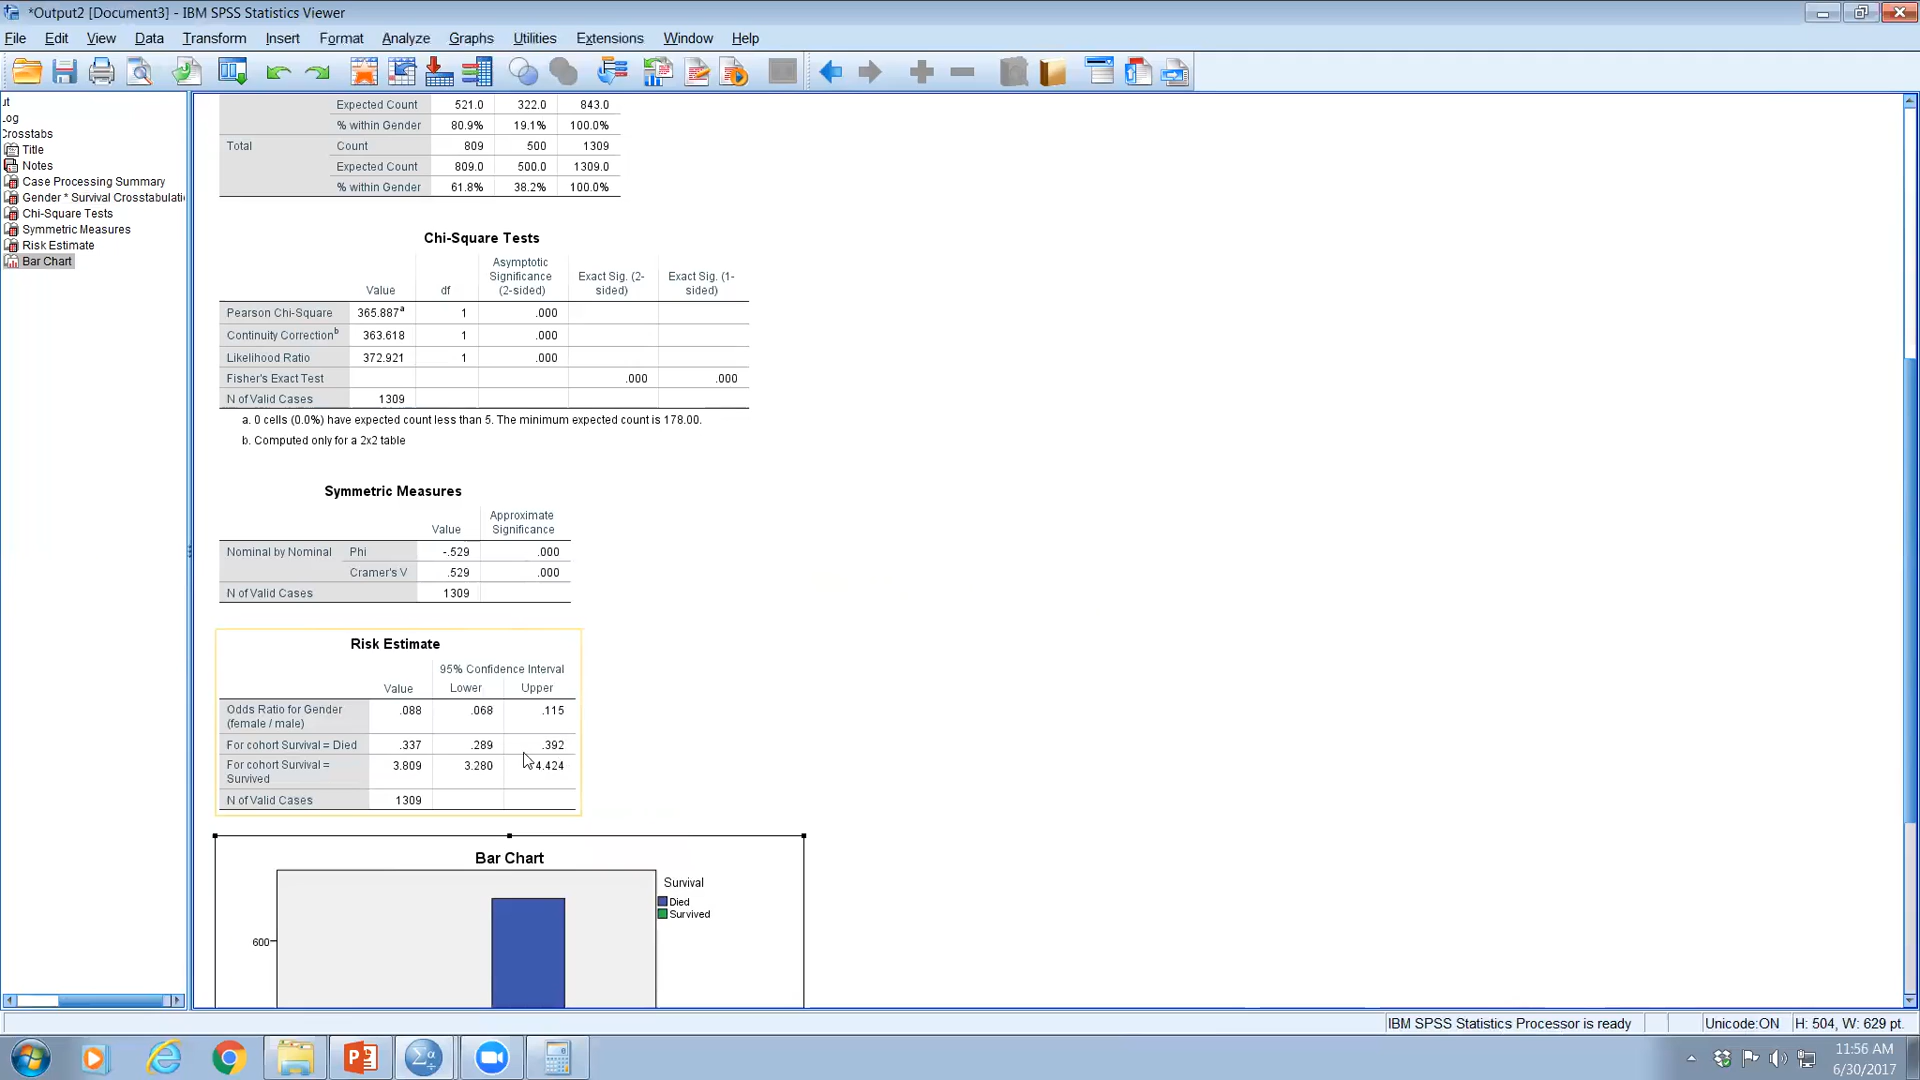 *Output2 [Document3] - IBM SPSS Statistics Viewer
File Edit View Data Transform Insert Format Analyze Graphs Utilities Extensions Window Help
ut
Log
Crosstabs
Title
Notes
Case Processing Summary
Gender * Survival Crosstabulati
Chi-Square Tests
Symmetric Measures
Risk Estimate
Bar Chart
Expected Count 521.0 322.0 843.0
% within Gender 80.9% 19.1% 100.0%
Total Count 809 500 1309
Expected Count 809.0 500.0 1309.0
% within Gender 61.8% 38.2% 100.0%
Chi-Square Tests
Value df Asymptotic Significance (2-sided) Exact Sig. (2-sided) Exact Sig. (1-sided)
Pearson Chi-Square 365.887a 1 .000
Continuity Correctionb 363.618 1 .000
Likelihood Ratio 372.921 1 .000
Fisher's Exact Test .000 .000
N of Valid Cases 1309
a. 0 cells (0.0%) have expected count less than 5. The minimum expected count is 178.00.
b. Computed only for a 2x2 table
Symmetric Measures
Value Approximate Significance
Nominal by Nominal Phi -.529 .000
Cramer's V .529 .000
N of Valid Cases 1309
Risk Estimate
95% Confidence Interval
Value Lower Upper
Odds Ratio for Gender (female / male) .088 .068 .115
For cohort Survival = Died .337 .289 .392
For cohort Survival = Survived 3.809 3.280 4.424
N of Valid Cases 1309
Bar Chart
Survival
Died
Survived
600
IBM SPSS Statistics Processor is ready Unicode:ON H: 504, W: 629 pt.
11:56 AM
6/30/2017